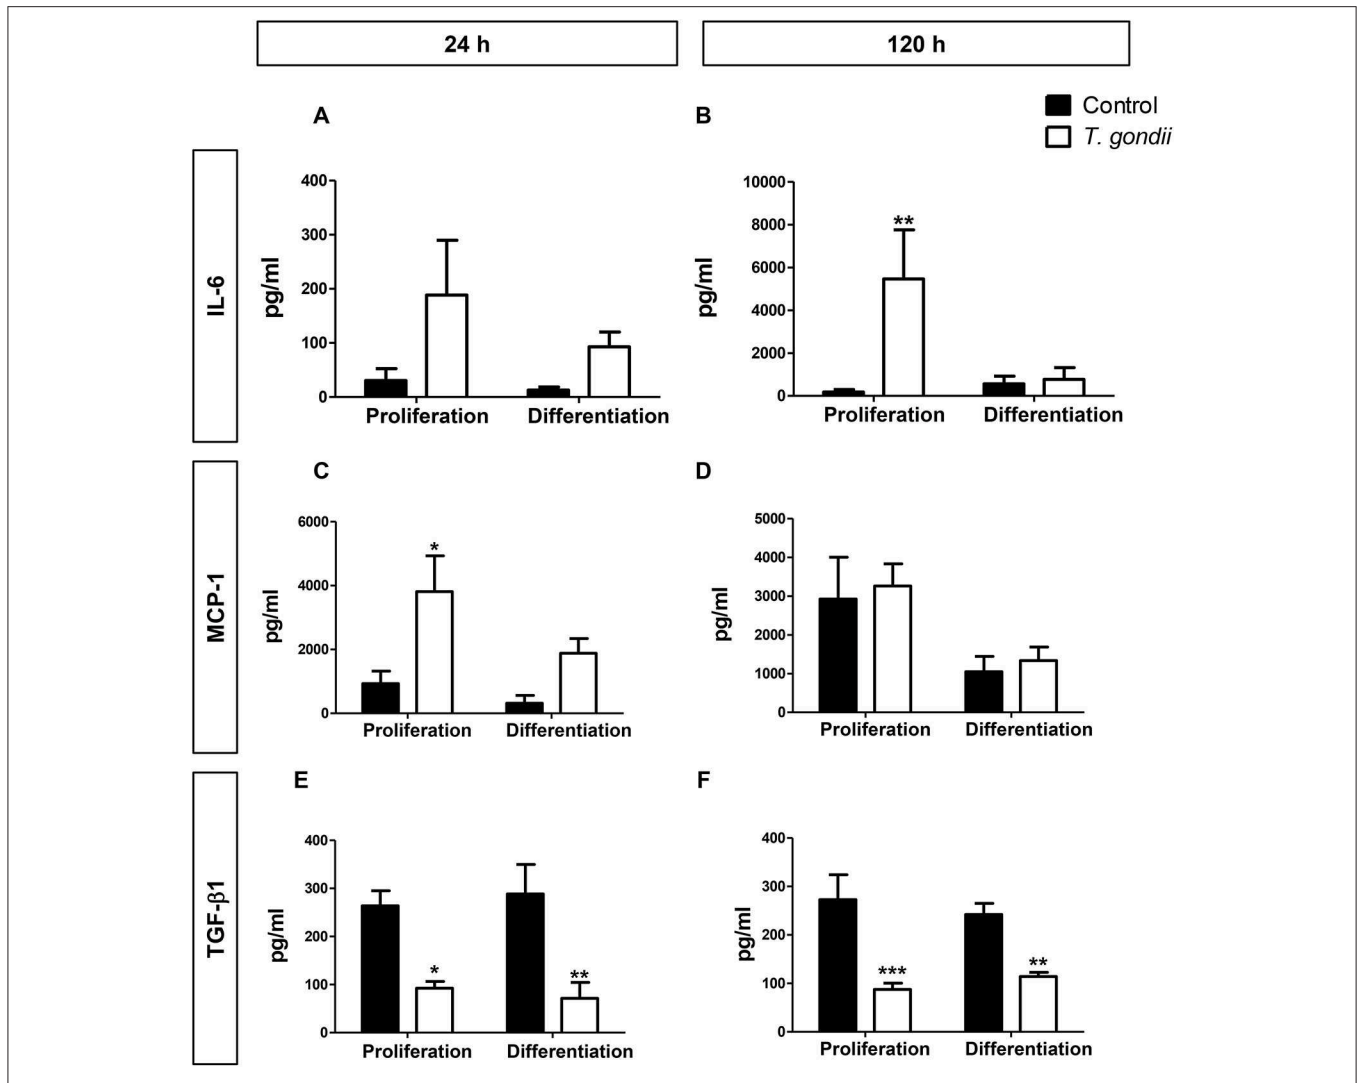 24 h
120 h
Control
T. gondii
A
B
IL-6
pg/ml
400
300
200
100
0
Proliferation
Differentiation
pg/ml
10000
8000
6000
4000
2000
0
**
Proliferation
Differentiation
C
D
MCP-1
pg/ml
6000
4000
2000
0
*
Proliferation
Differentiation
pg/ml
5000
4000
3000
2000
1000
0
Proliferation
Differentiation
E
F
TGF-β1
pg/ml
400
300
200
100
0
*
**
Proliferation
Differentiation
pg/ml
400
300
200
100
0
***
**
Proliferation
Differentiation